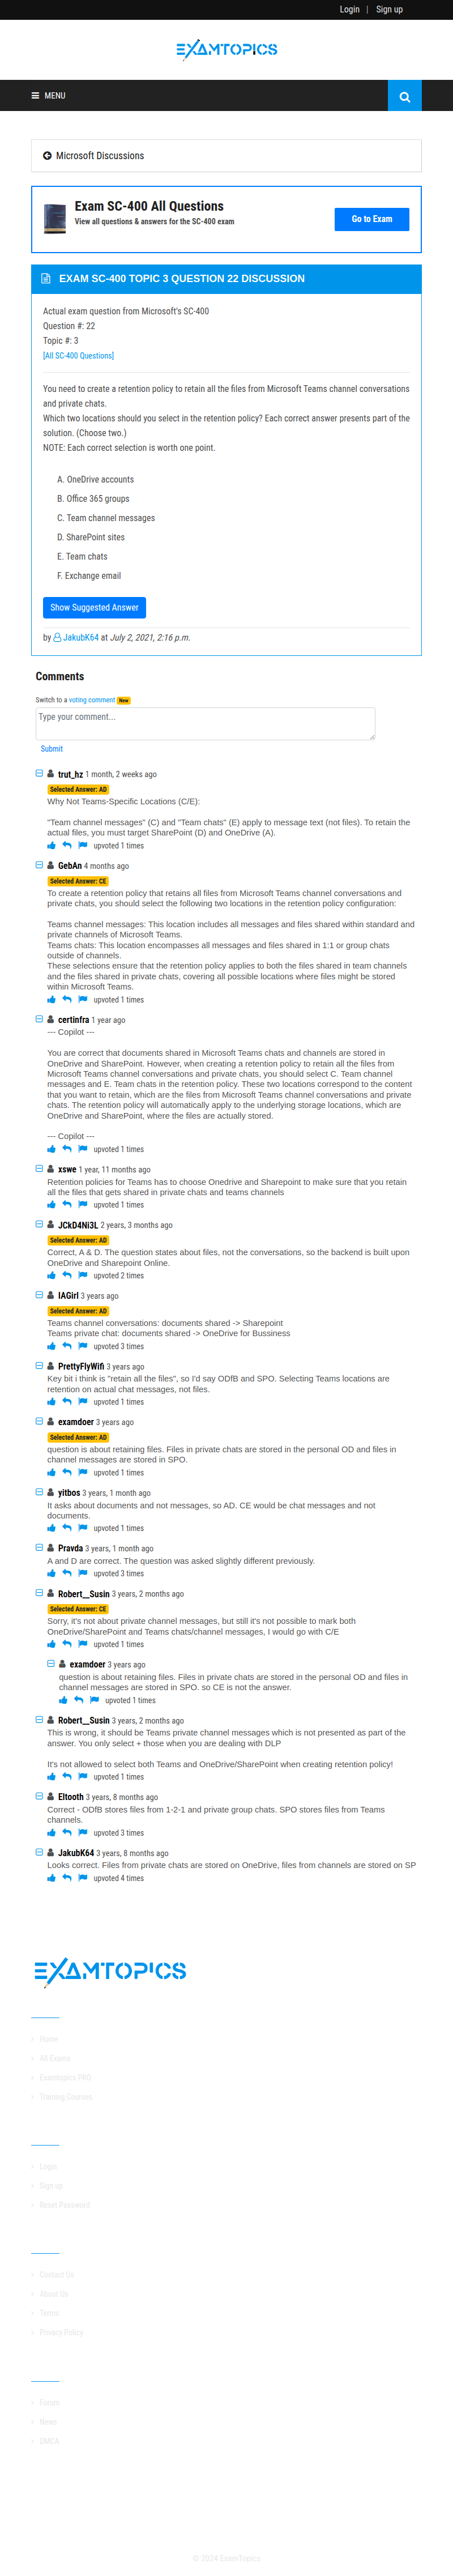 Login | Sign up
EXAMTOPICS
MENU
Microsoft Discussions
Exam SC-400 All Questions
View all questions & answers for the SC-400 exam
Go to Exam
EXAM SC-400 TOPIC 3 QUESTION 22 DISCUSSION
Actual exam question from Microsoft's SC-400
Question #: 22
Topic #: 3
[All SC-400 Questions]
You need to create a retention policy to retain all the files from Microsoft Teams channel conversations
and private chats.
Which two locations should you select in the retention policy? Each correct answer presents part of the
solution. (Choose two.)
NOTE: Each correct selection is worth one point.
A. OneDrive accounts
B. Office 365 groups
C. Team channel messages
D. SharePoint sites
E. Team chats
F. Exchange email
Show Suggested Answer
by JakubK64 at July 2, 2021, 2:16 p.m.
Comments
Switch to a voting comment New
Type your comment...
Submit
trut_hz 1 month, 2 weeks ago
Selected Answer: AD
Why Not Teams-Specific Locations (C/E):
"Team channel messages" (C) and "Team chats" (E) apply to message text (not files). To retain the
actual files, you must target SharePoint (D) and OneDrive (A).
upvoted 1 times
GebAn 4 months ago
Selected Answer: CE
To create a retention policy that retains all files from Microsoft Teams channel conversations and
private chats, you should select the following two locations in the retention policy configuration:
Teams channel messages: This location includes all messages and files shared within standard and
private channels of Microsoft Teams.
Teams chats: This location encompasses all messages and files shared in 1:1 or group chats
outside of channels.
These selections ensure that the retention policy applies to both the files shared in team channels
and the files shared in private chats, covering all possible locations where files might be stored
within Microsoft Teams.
upvoted 1 times
certinfra 1 year ago
--- Copilot ---
You are correct that documents shared in Microsoft Teams chats and channels are stored in
OneDrive and SharePoint. However, when creating a retention policy to retain all the files from
Microsoft Teams channel conversations and private chats, you should select C. Team channel
messages and E. Team chats in the retention policy. These two locations correspond to the content
that you want to retain, which are the files from Microsoft Teams channel conversations and private
chats. The retention policy will automatically apply to the underlying storage locations, which are
OneDrive and SharePoint, where the files are actually stored.
--- Copilot ---
upvoted 1 times
xswe 1 year, 11 months ago
Retention policies for Teams has to choose Onedrive and Sharepoint to make sure that you retain
all the files that gets shared in private chats and teams channels
upvoted 1 times
JCkD4Ni3L 2 years, 3 months ago
Selected Answer: AD
Correct, A & D. The question states about files, not the conversations, so the backend is built upon
OneDrive and Sharepoint Online.
upvoted 2 times
IAGirl 3 years ago
Selected Answer: AD
Teams channel conversations: documents shared -> Sharepoint
Teams private chat: documents shared -> OneDrive for Bussiness
upvoted 3 times
PrettyFlyWifi 3 years ago
Key bit i think is "retain all the files", so I'd say ODfB and SPO. Selecting Teams locations are
retention on actual chat messages, not files.
upvoted 1 times
examdoer 3 years ago
Selected Answer: AD
question is about retaining files. Files in private chats are stored in the personal OD and files in
channel messages are stored in SPO.
upvoted 1 times
yitbos 3 years, 1 month ago
It asks about documents and not messages, so AD. CE would be chat messages and not
documents.
upvoted 1 times
Pravda 3 years, 1 month ago
A and D are correct. The question was asked slightly different previously.
upvoted 3 times
Robert__Susin 3 years, 2 months ago
Selected Answer: CE
Sorry, it's not about private channel messages, but still it's not possible to mark both
OneDrive/SharePoint and Teams chats/channel messages, I would go with C/E
upvoted 1 times
examdoer 3 years ago
question is about retaining files. Files in private chats are stored in the personal OD and files in
channel messages are stored in SPO. so CE is not the answer.
upvoted 1 times
Robert__Susin 3 years, 2 months ago
This is wrong, it should be Teams private channel messages which is not presented as part of the
answer. You only select + those when you are dealing with DLP
It's not allowed to select both Teams and OneDrive/SharePoint when creating retention policy!
upvoted 1 times
Eltooth 3 years, 8 months ago
Correct - ODfB stores files from 1-2-1 and private group chats. SPO stores files from Teams
channels.
upvoted 3 times
JakubK64 3 years, 8 months ago
Looks correct. Files from private chats are stored on OneDrive, files from channels are stored on SP
upvoted 4 times
EXAMTOPICS
Home
All Exams
Examtopics PRO
Training Courses
Login
Sign up
Reset Password
Contact Us
About Us
Terms
Privacy Policy
Forum
News
DMCA
© 2024 ExamTopics